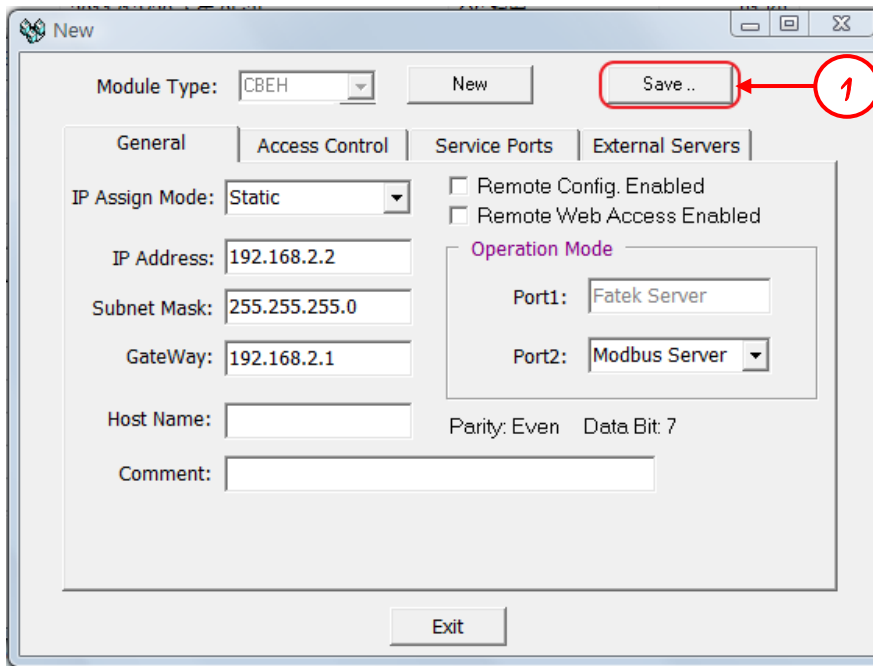 New
Module Type: CBEH New Save ..
1
General Access Control Service Ports External Servers
IP Assign Mode: Static
Remote Config. Enabled
Remote Web Access Enabled
IP Address: 192.168.2.2
Operation Mode
Port1: Fatek Server
Subnet Mask: 255.255.255.0
GateWay: 192.168.2.1
Port2: Modbus Server
Host Name:
Parity: Even Data Bit: 7
Comment:
Exit